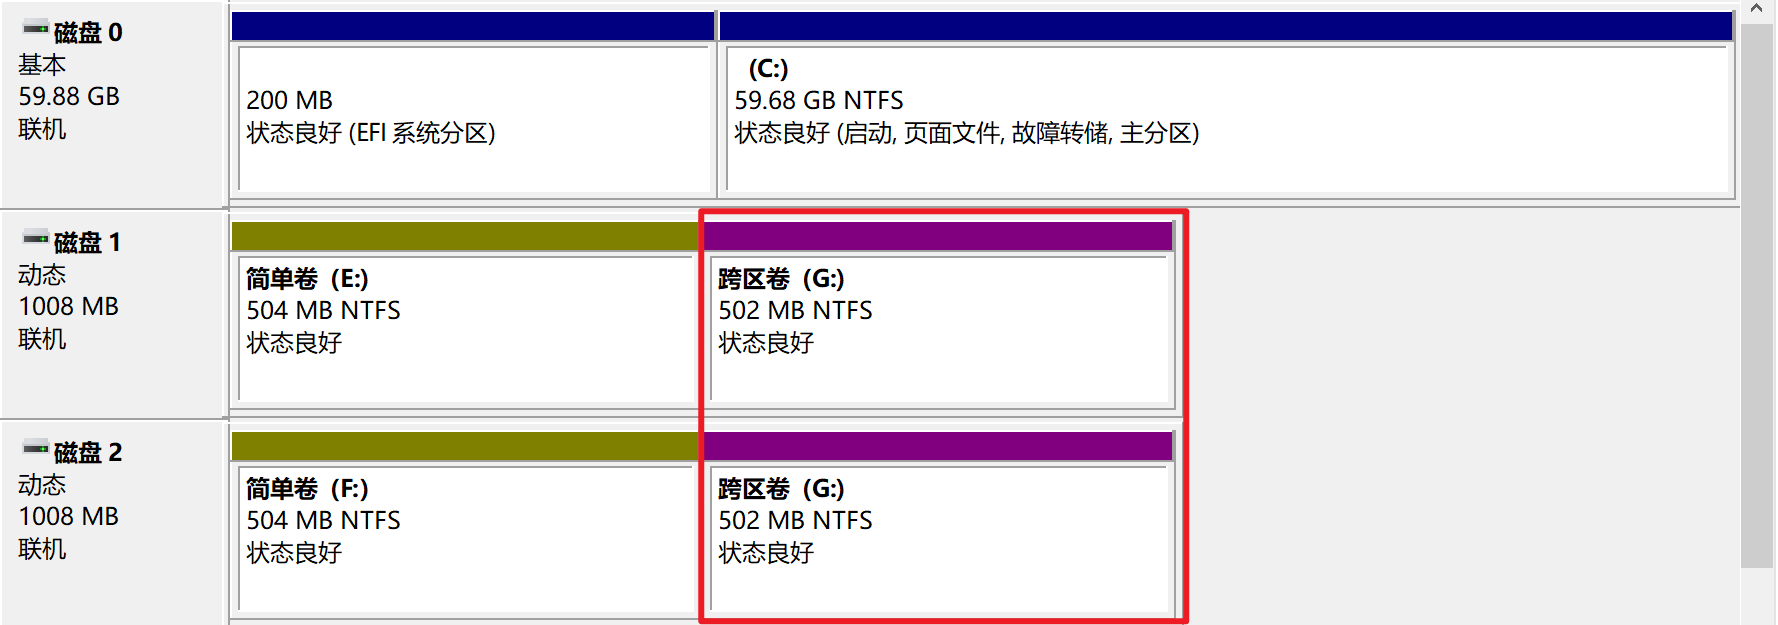 磁盘 0
基本
59.88 GB
联机
200 MB
状态良好 (EFI 系统分区)
(C:)
59.68 GB NTFS
状态良好 (启动, 页面文件, 故障转储, 主分区)
磁盘 1
动态
1008 MB
联机
简单卷 (E:)
504 MB NTFS
状态良好
跨区卷 (G:)
502 MB NTFS
状态良好
磁盘 2
动态
1008 MB
联机
简单卷 (F:)
504 MB NTFS
状态良好
跨区卷 (G:)
502 MB NTFS
状态良好